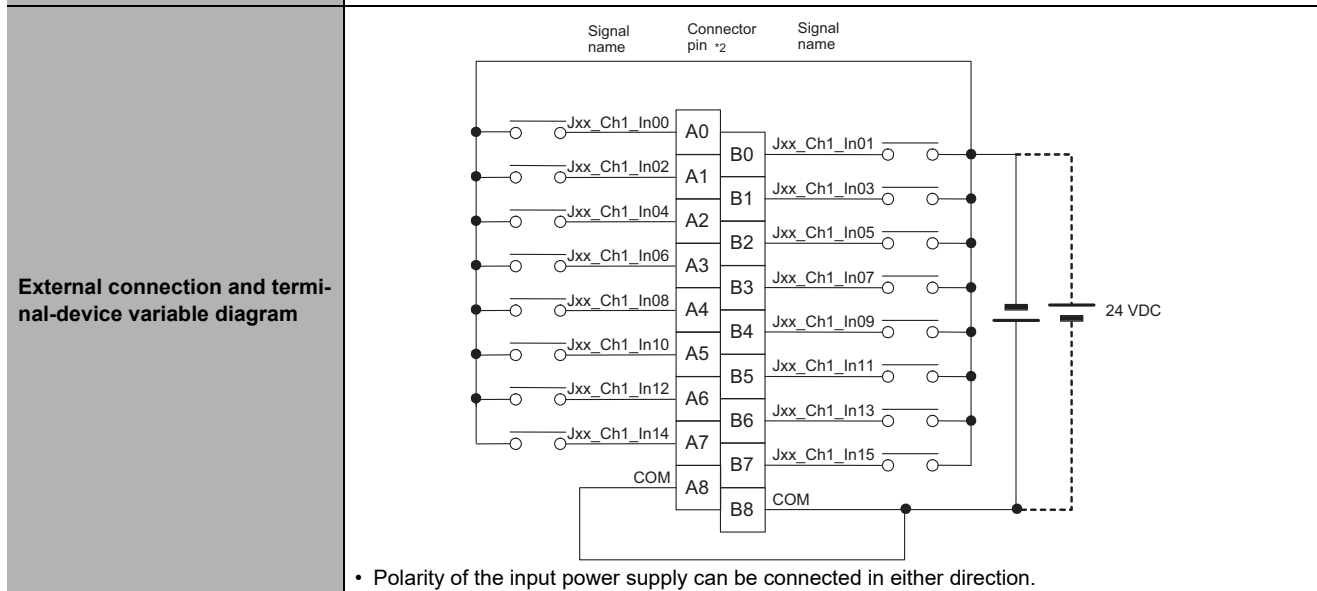 Signal name
Connector pin *2
Signal name
External connection and termi-
nal-device variable diagram
Jxx_Ch1_In00
A0
B0
Jxx_Ch1_In01
Jxx_Ch1_In02
A1
B1
Jxx_Ch1_In03
Jxx_Ch1_In04
A2
B2
Jxx_Ch1_In05
Jxx_Ch1_In06
A3
B3
Jxx_Ch1_In07
Jxx_Ch1_In08
A4
B4
Jxx_Ch1_In09
Jxx_Ch1_In10
A5
B5
Jxx_Ch1_In11
Jxx_Ch1_In12
A6
B6
Jxx_Ch1_In13
Jxx_Ch1_In14
A7
B7
Jxx_Ch1_In15
COM
A8
B8
COM
24 VDC
• Polarity of the input power supply can be connected in either direction.